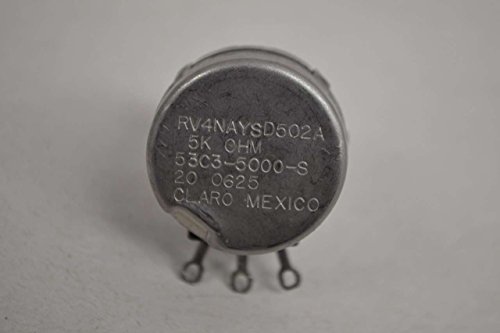 RV4NAYSD502A
5K OHM
53C3-5000-S
20 0625
CLARO MEXICO